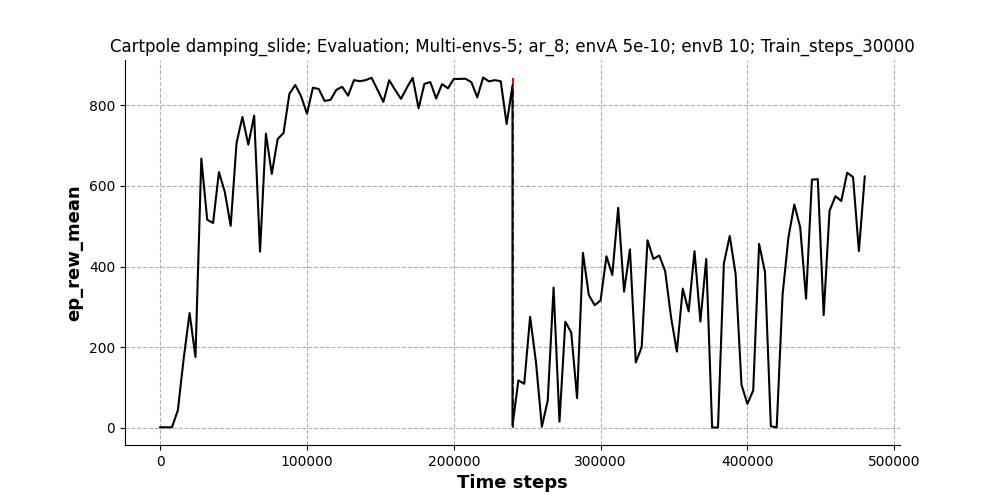 Cartpole damping_slide; Evaluation; Multi-envs-5; ar_8; envA 5e-10; envB 10; Train_steps_30000
ep_rew_mean
800
600
400
200
0
0 100000 200000 300000 400000 500000
Time steps